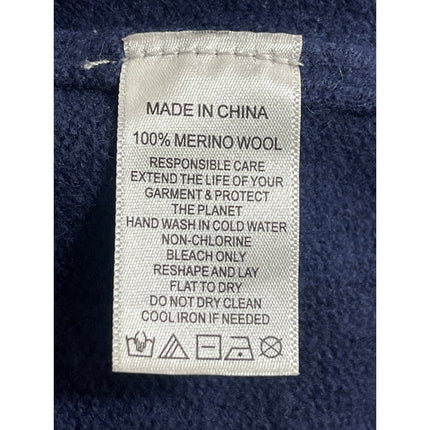 MADE IN CHINA
100% MERINO WOOL
RESPONSIBLE CARE
EXTEND THE LIFE OF YOUR
GARMENT & PROTECT
THE PLANET
HAND WASH IN COLD WATER
NON-CHLORINE
BLEACH ONLY
RESHAPE AND LAY
FLAT TO DRY
DO NOT DRY CLEAN
COOL IRON IF NEEDED